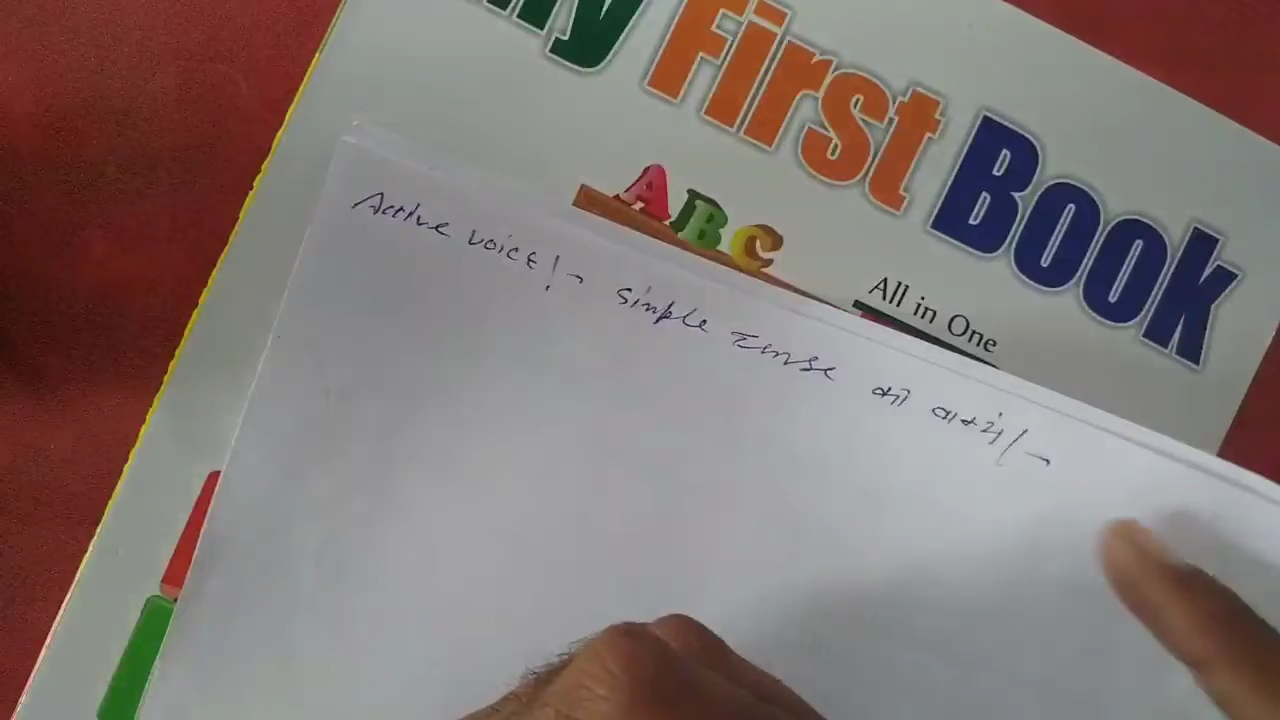 My First Book
ABC
All in One
Active voice!- simple Tense की वाक्य!-